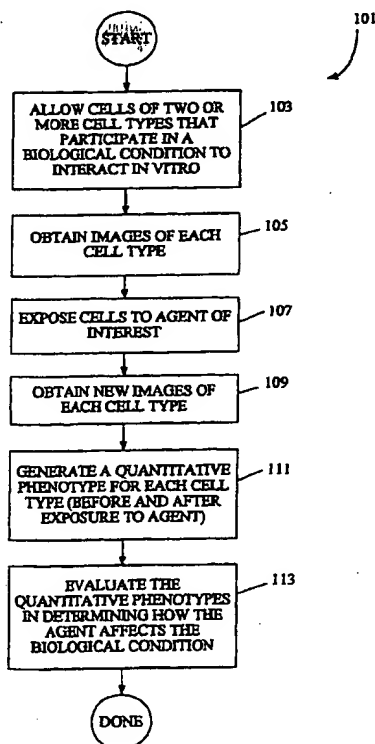 START
101
ALLOW CELLS OF TWO OR
MORE CELL TYPES THAT
PARTICIPATE IN A
BIOLOGICAL CONDITION TO
INTERACT IN VITRO
103
OBTAIN IMAGES OF EACH
CELL TYPE
105
EXPOSE CELLS TO AGENT OF
INTEREST
107
OBTAIN NEW IMAGES OF
EACH CELL TYPE
109
GENERATE A QUANTITATIVE
PHENOTYPE FOR EACH CELL
TYPE (BEFORE AND AFTER
EXPOSURE TO AGENT)
111
EVALUATE THE
QUANTITATIVE PHENOTYPES
IN DETERMINING HOW THE
AGENT AFFECTS THE
BIOLOGICAL CONDITION
113
DONE